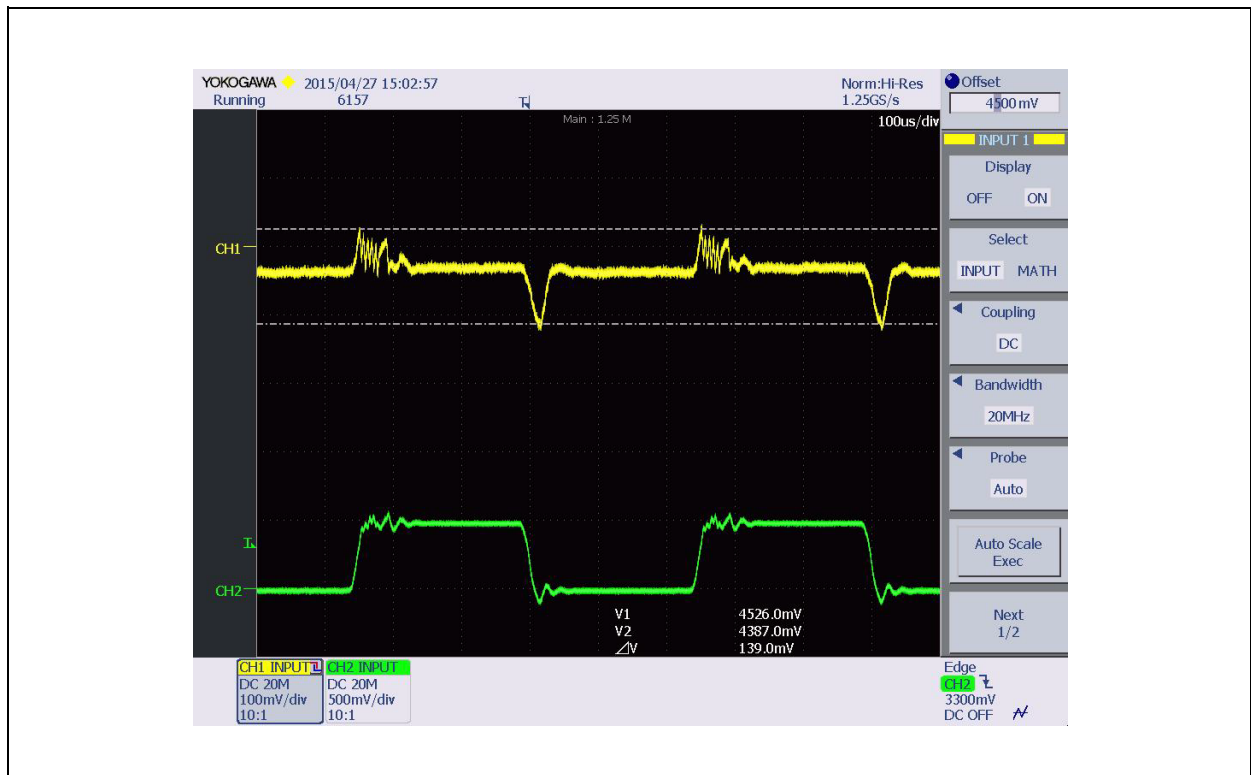 YOKOGAWA 2015/04/27 15:02:57
Running 6157
Norm:Hi-Res
1.25GS/s
Main : 1.25 M
100us/div
CH1
CH2
V1 4526.0mV
V2 4387.0mV
⊿V 139.0mV
Offset
4500 mV
INPUT 1
Display
OFF ON
Select
INPUT MATH
Coupling
DC
Bandwidth
20MHz
Probe
Auto
Auto Scale
Exec
Next
1/2
CH1 INPUT
DC 20M
100mV/div
10:1
CH2 INPUT
DC 20M
500mV/div
10:1
Edge
CH2
3300mV
DC OFF